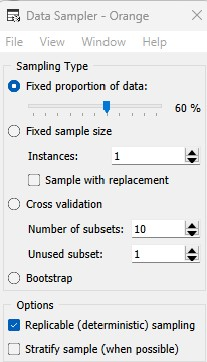 Data Sampler – Orange
File View Window Help
Sampling Type
Fixed proportion of data:
60 %
Fixed sample size
Instances: 1
Sample with replacement
Cross validation
Number of subsets: 10
Unused subset: 1
Bootstrap
Options
Replicable (deterministic) sampling
Stratify sample (when possible)